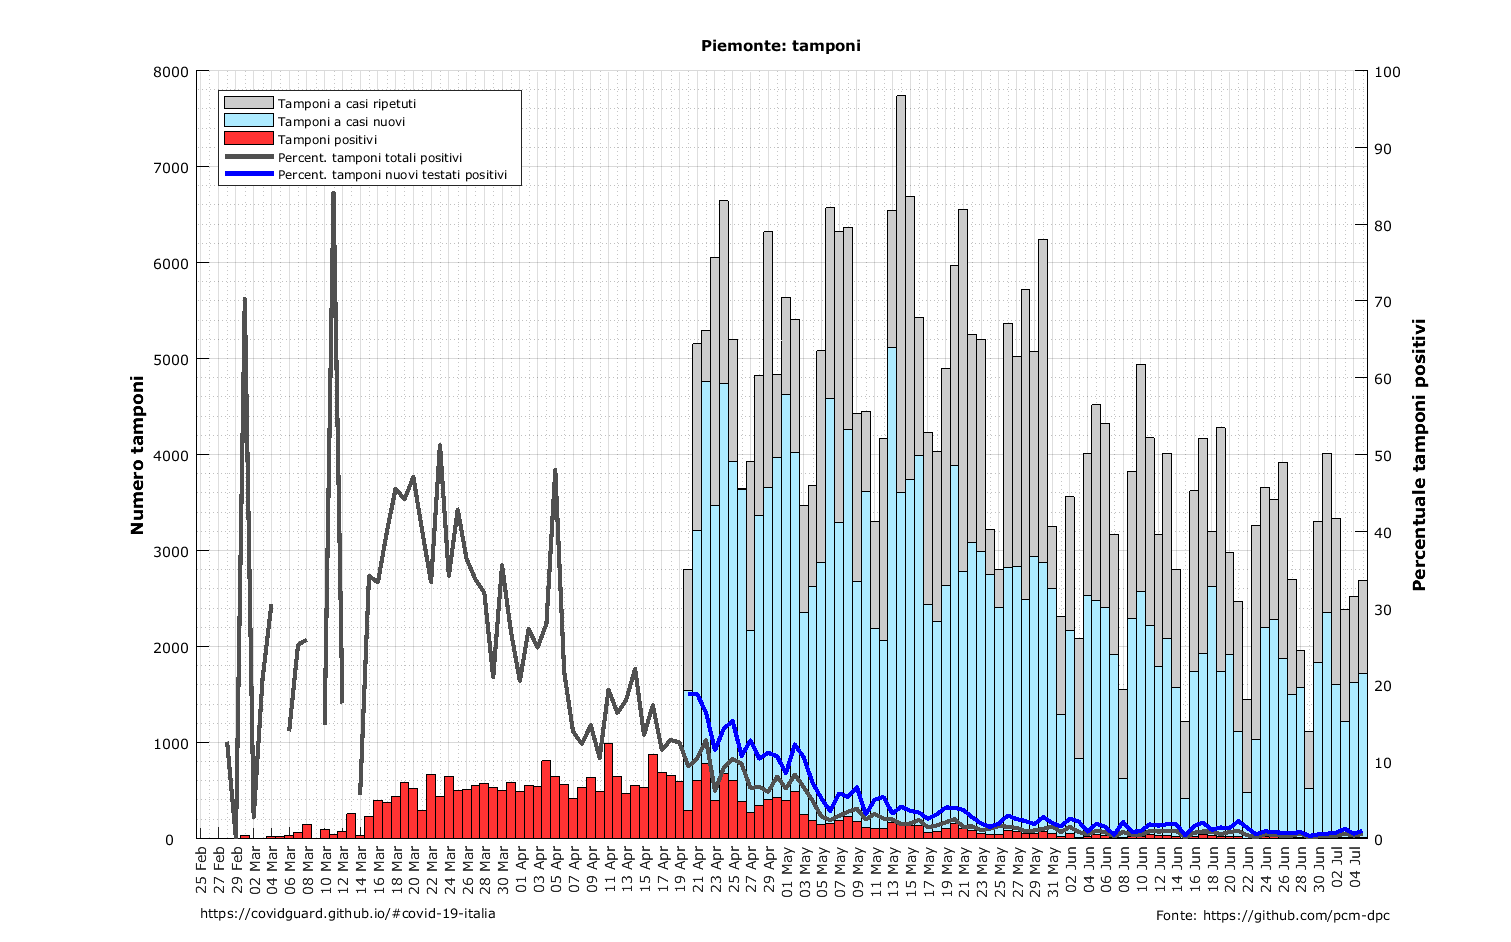 Piemonte: tamponi
8000
7000
6000
5000
4000
3000
2000
1000
0
Numero tamponi
Tamponi a casi ripetuti
Tamponi a casi nuovi
Tamponi positivi
Percent. tamponi totali positivi
Percent. tamponi nuovi testati positivi
100
90
80
70
60
50
40
30
20
10
0
Percentuale tamponi positivi
25 Feb
27 Feb
29 Feb
02 Mar
04 Mar
06 Mar
08 Mar
10 Mar
12 Mar
14 Mar
16 Mar
18 Mar
20 Mar
22 Mar
24 Mar
26 Mar
28 Mar
30 Mar
01 Apr
03 Apr
05 Apr
07 Apr
09 Apr
11 Apr
13 Apr
15 Apr
17 Apr
19 Apr
21 Apr
23 Apr
25 Apr
27 Apr
29 Apr
01 May
03 May
05 May
07 May
09 May
11 May
13 May
15 May
17 May
19 May
21 May
23 May
25 May
27 May
29 May
31 May
02 Jun
04 Jun
06 Jun
08 Jun
10 Jun
12 Jun
14 Jun
16 Jun
18 Jun
20 Jun
22 Jun
24 Jun
26 Jun
28 Jun
30 Jun
02 Jul
04 Jul
https://covidguard.github.io/#covid-19-italia
Fonte: https://github.com/pcm-dpc